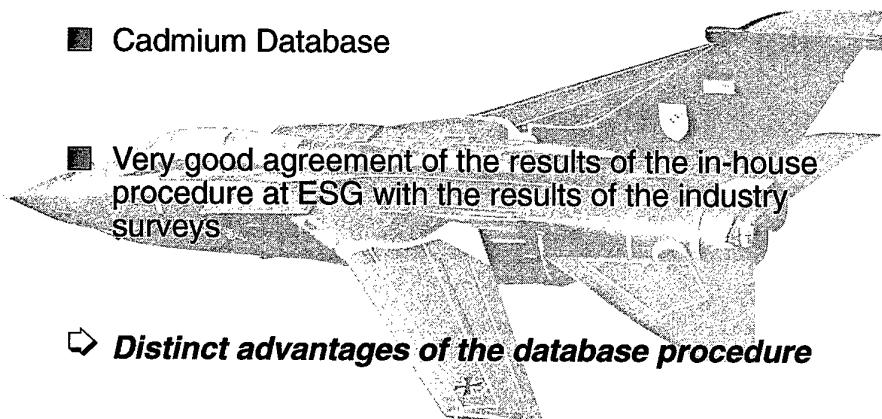 Cadmium Database
Very good agreement of the results of the in-house
procedure at ESG with the results of the industry
surveys
Distinct advantages of the database procedure